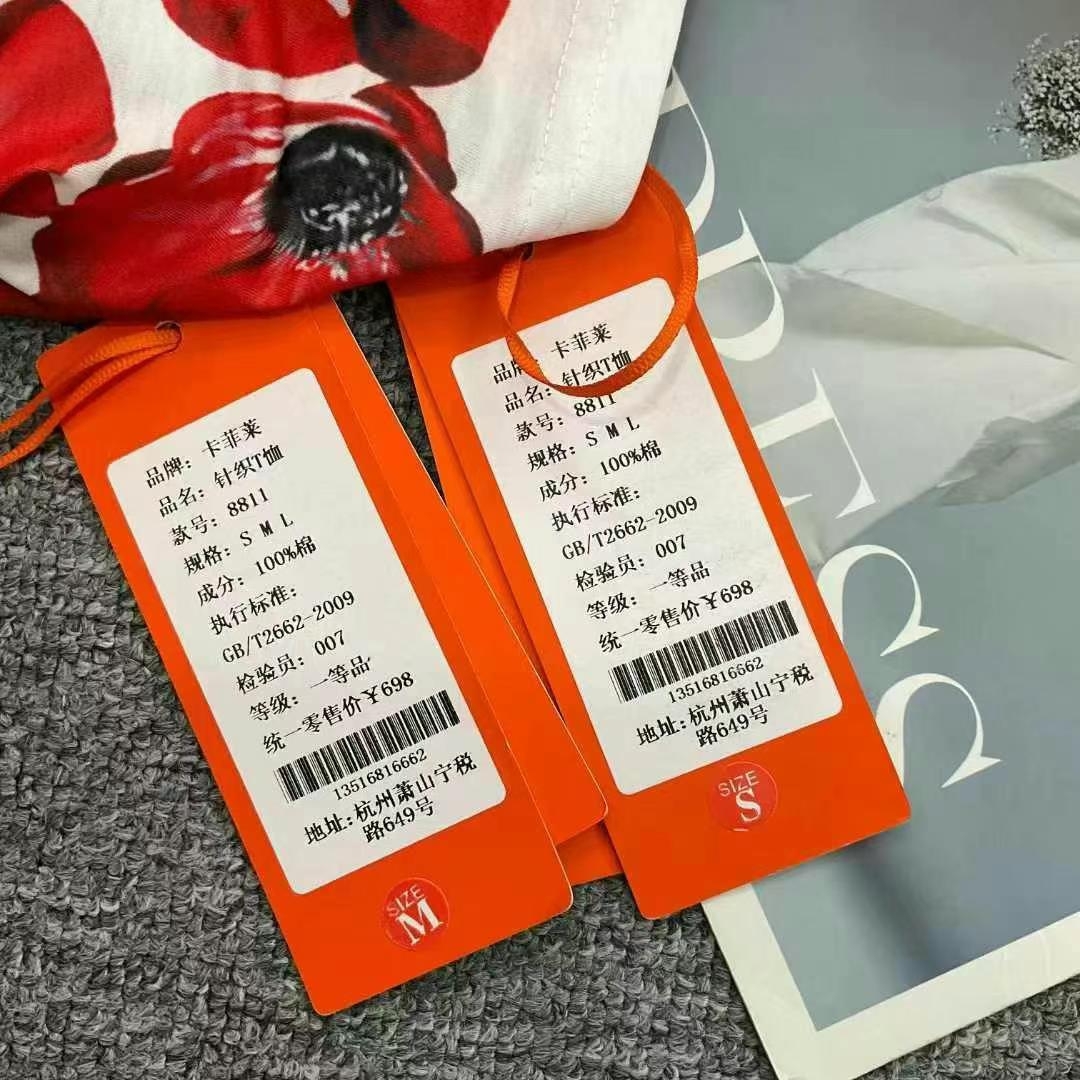 品牌: 卡菲莱
品名: 针织T恤
款号: 8811
规格: S M L
成分: 100%棉
执行标准:
GB/T2662-2009
检验员: 007
等级: 一等品
统一零售价￥698
13516816662
地址:杭州萧山宁税
路649号
SIZE
M
品牌: 卡菲莱
品名: 针织T恤
款号: 8811
规格: S M L
成分: 100%棉
执行标准:
GB/T2662-2009
检验员: 007
等级: 一等品
统一零售价￥698
13516816662
地址:杭州萧山宁税
路649号
SIZE
S